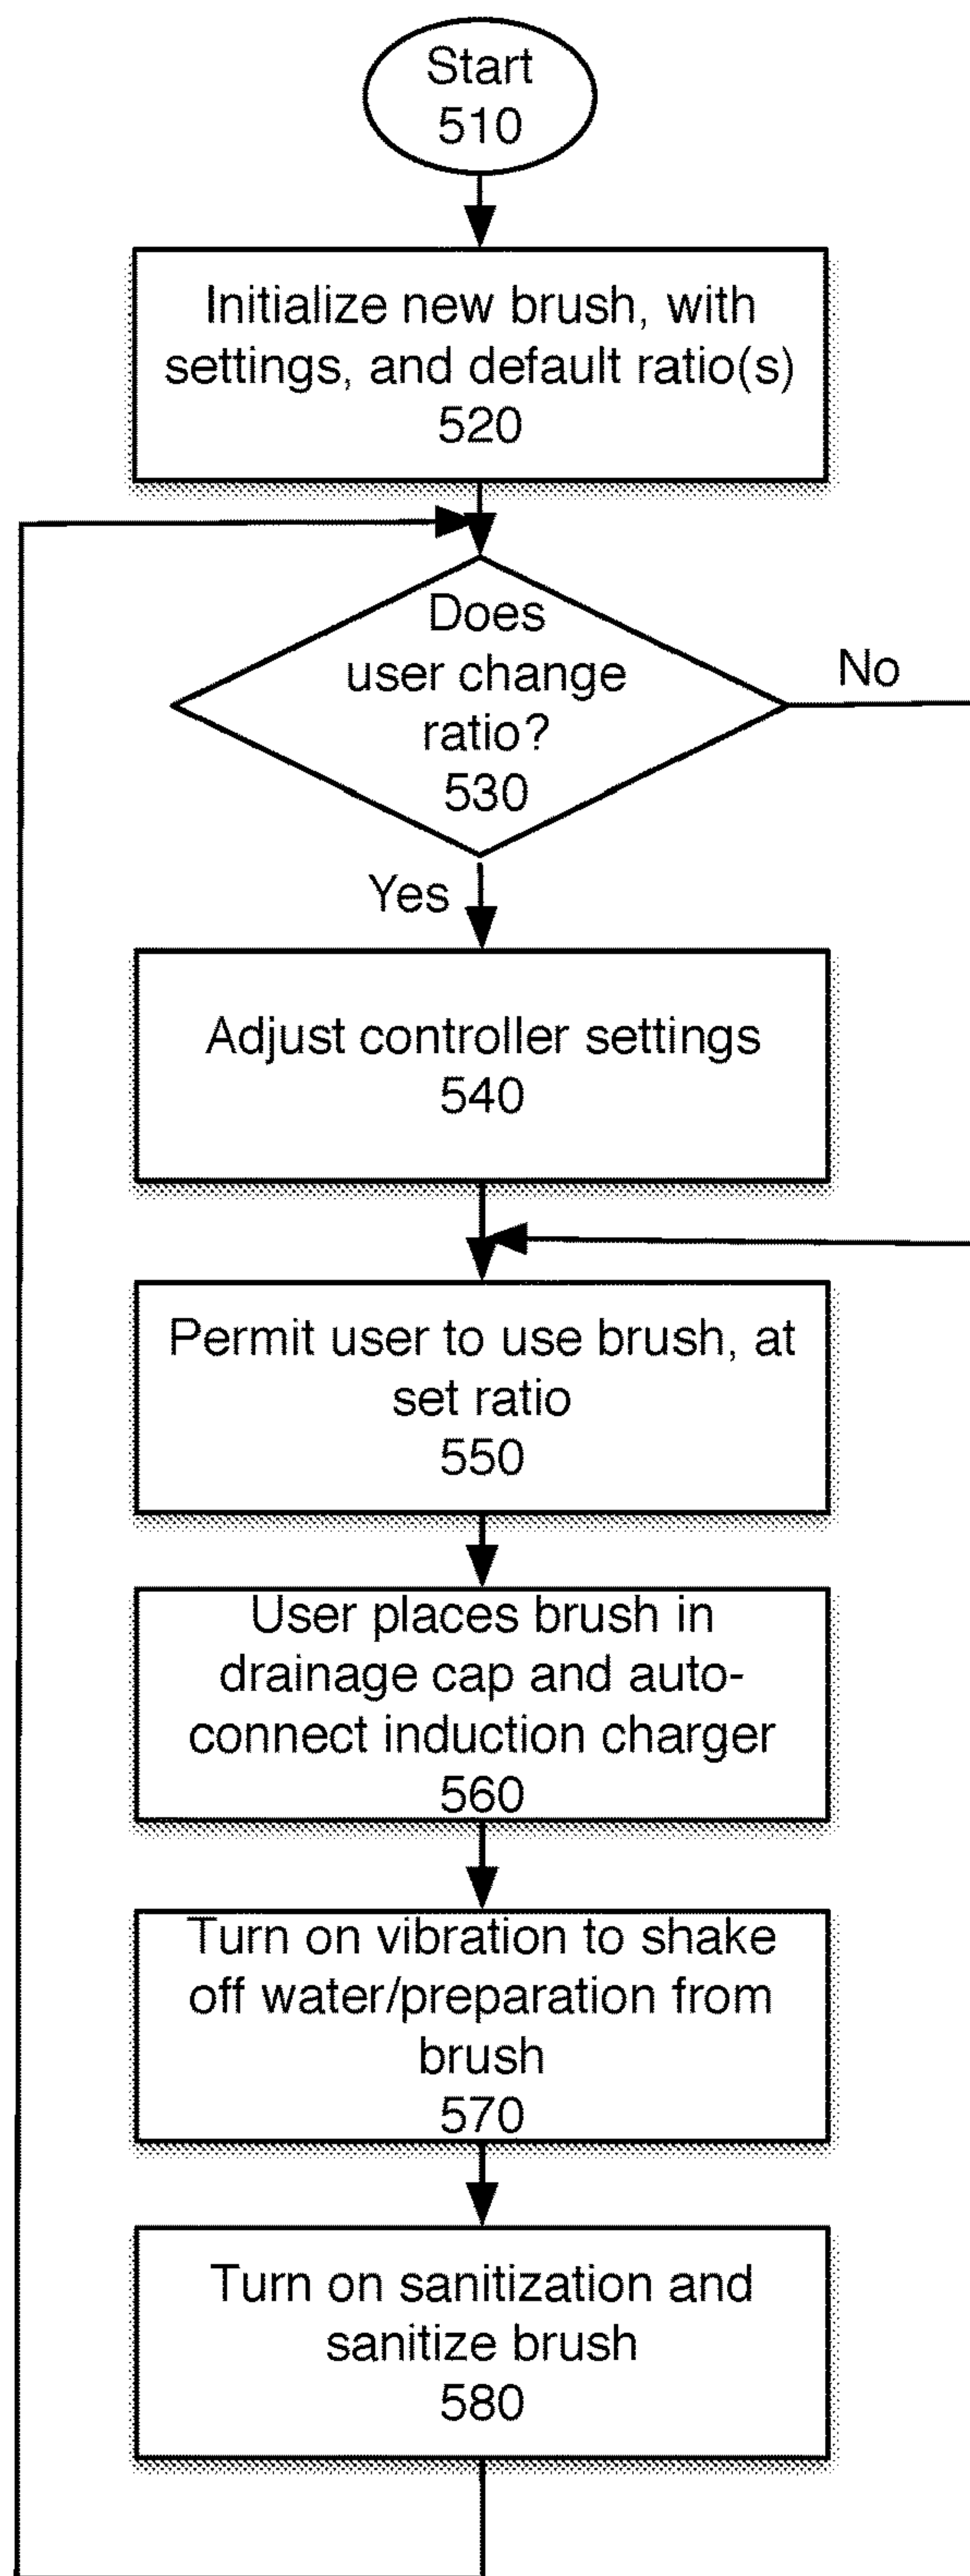 Start
510
Initialize new brush, with
settings, and default ratio(s)
520
Does
user change
ratio?
530
No
Yes
Adjust controller settings
540
Permit user to use brush, at
set ratio
550
User places brush in
drainage cap and auto-
connect induction charger
560
Turn on vibration to shake
off water/preparation from
brush
570
Turn on sanitization and
sanitize brush
580